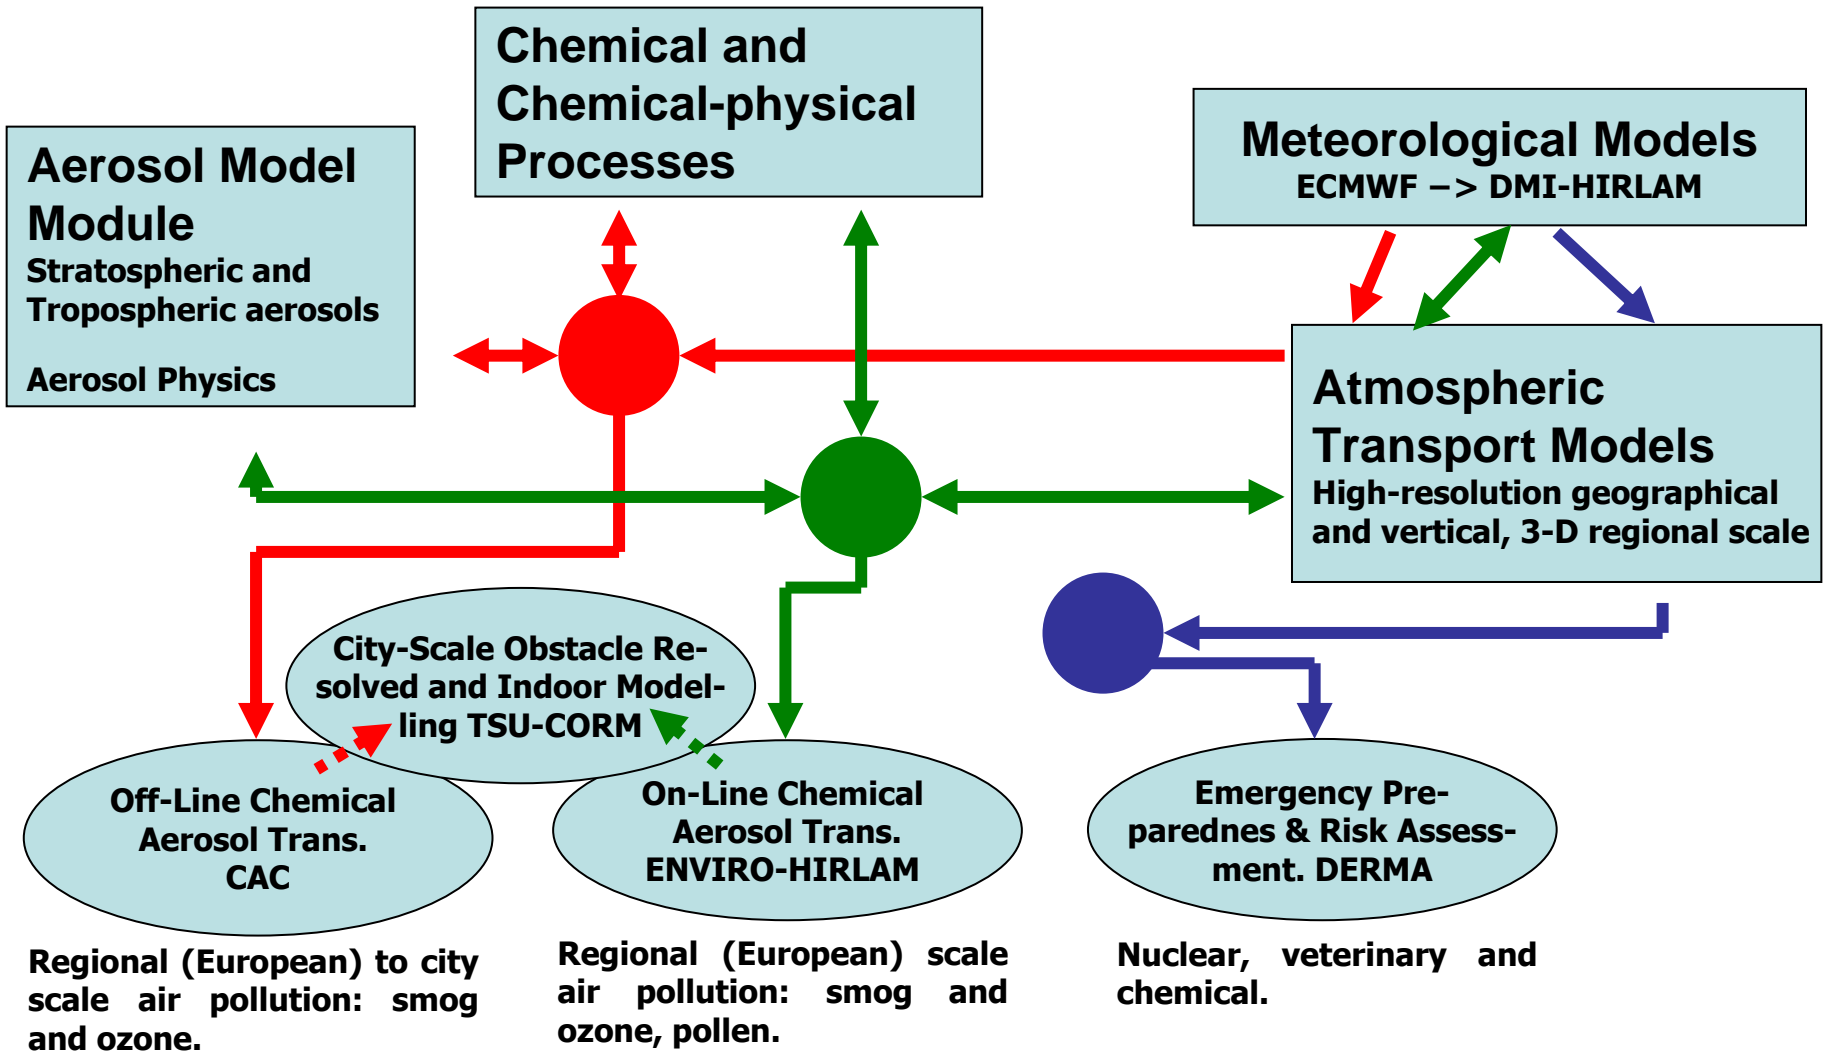 Chemical and
Chemical-physical
Processes
Aerosol Model
Module
Stratospheric and
Tropospheric aerosols
Aerosol Physics
Meteorological Models
ECMWF –> DMI-HIRLAM
Atmospheric
Transport Models
High-resolution geographical
and vertical, 3-D regional scale
City-Scale Obstacle Re-
solved and Indoor Model-
ling TSU-CORM
Off-Line Chemical
Aerosol Trans.
CAC
On-Line Chemical
Aerosol Trans.
ENVIRO-HIRLAM
Emergency Pre-
parednes & Risk Assess-
ment. DERMA
Regional (European) to city
scale air pollution: smog
and ozone.
Regional (European) scale
air pollution: smog and
ozone, pollen.
Nuclear, veterinary and
chemical.